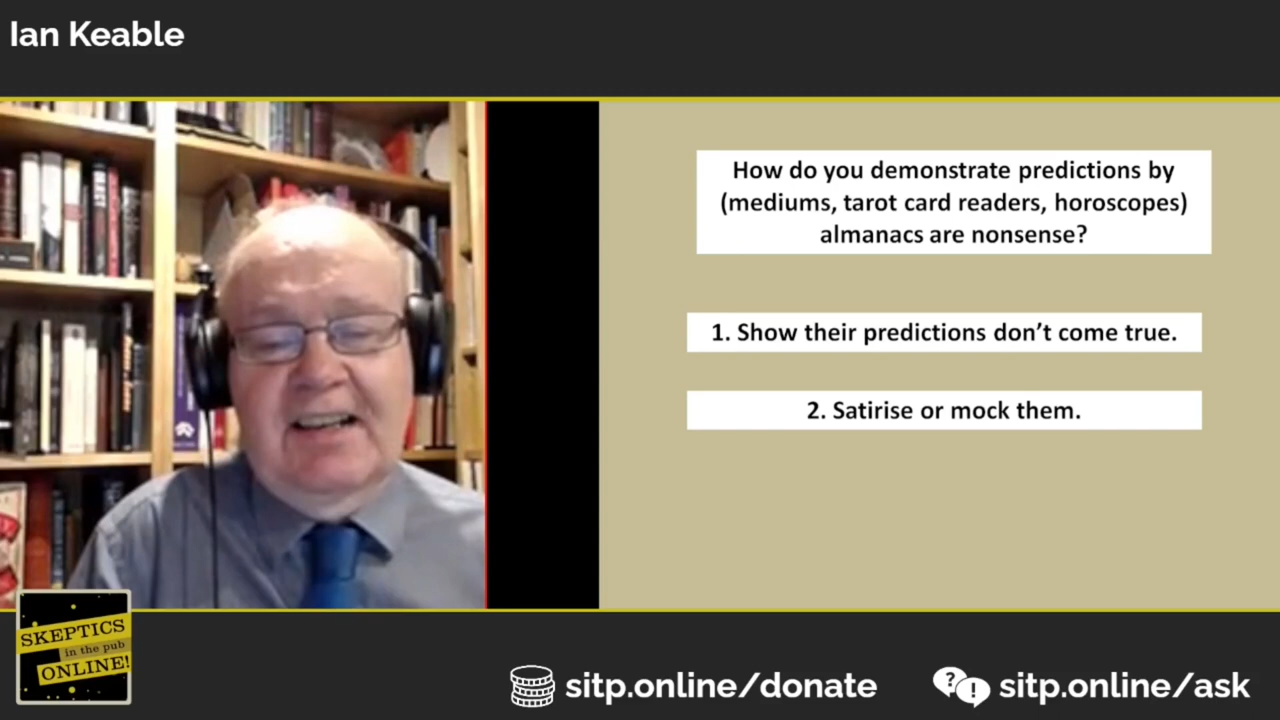 Ian Keable
How do you demonstrate predictions by
(mediums, tarot card readers, horoscopes)
almanacs are nonsense?
1. Show their predictions don’t come true.
2. Satirise or mock them.
SKEPTICS
in the pub
ONLINE!
sitp.online/donate
sitp.online/ask